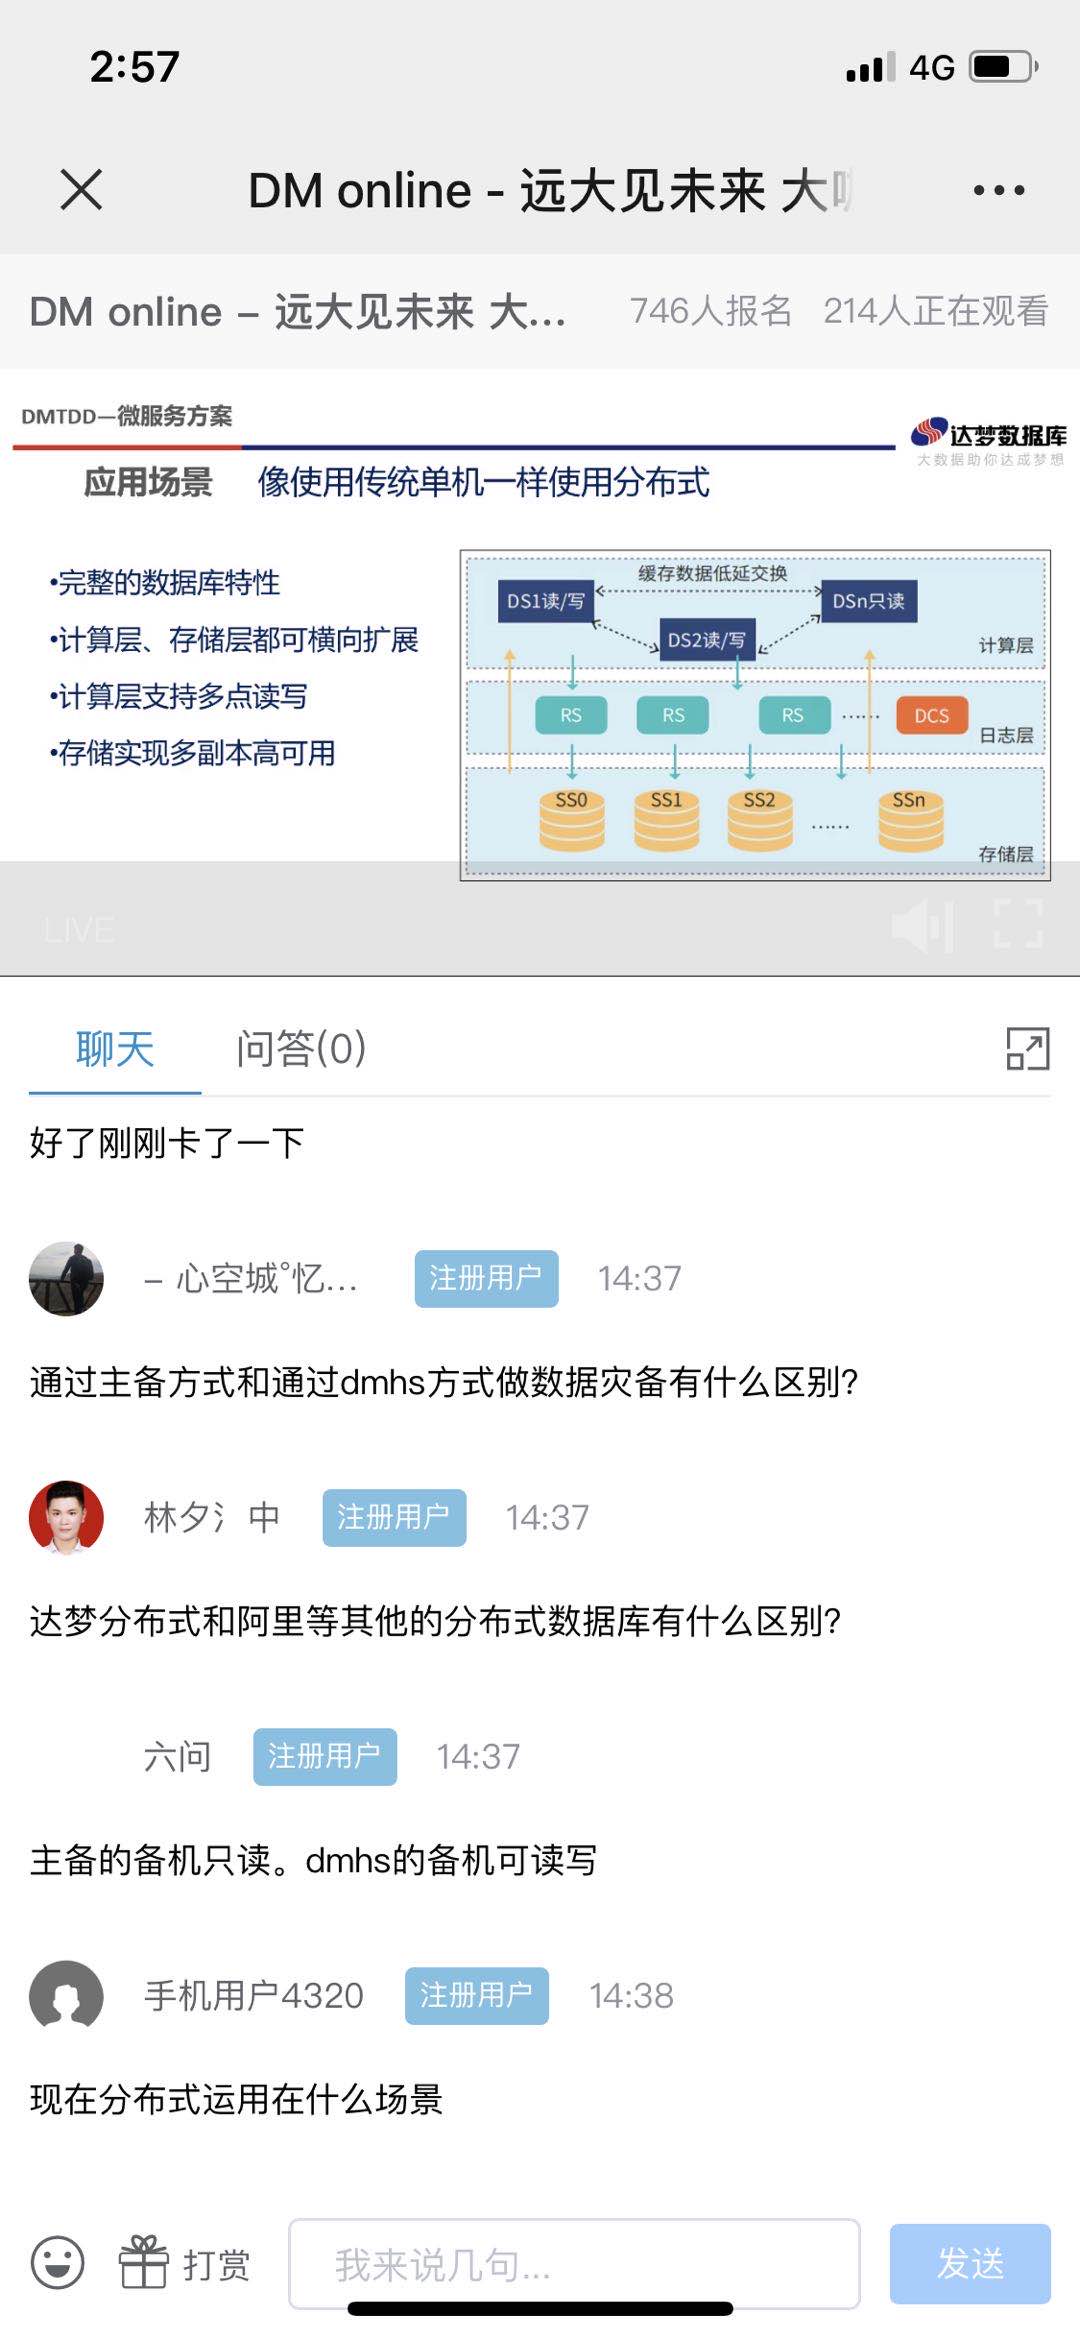 2:57
4G
DM online - 远大见未来 大
DM online – 远大见未来 大... 746人报名 214人正在观看
DMTDD—微服务方案
达梦数据库
大数据助你达成梦想
应用场景 像使用传统单机一样使用分布式
•完整的数据库特性
•计算层、存储层都可横向扩展
•计算层支持多点读写
•存储实现多副本高可用
缓存数据低延交换
DS1读/写
DSn只读
DS2读/写
计算层
RS RS RS ...... DCS
日志层
SS0 SS1 SS2 ...... SSn
存储层
LIVE
聊天 问答(0)
好了刚刚卡了一下
– 心空城°忆... 注册用户 14:37
通过主备方式和通过dmhs方式做数据灾备有什么区别?
林夕氵中 注册用户 14:37
达梦分布式和阿里等其他的分布式数据库有什么区别?
六问 注册用户 14:37
主备的备机只读。dmhs的备机可读写
手机用户4320 注册用户 14:38
现在分布式运用在什么场景
打赏 我来说几句... 发送